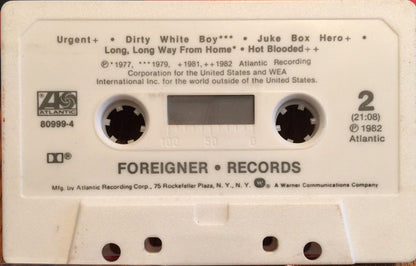 Urgent+ • Dirty White Boy*** • Juke Box Hero+ •
Long, Long Way From Home* • Hot Blooded++
℗*1977, ***1979, +1981, ++1982 Atlantic Recording
Corporation for the United States and WEA
International Inc. for the world outside of the United States.
ATLANTIC
80999-4
2
(21:08)
℗ 1982
Atlantic
100 50 0
FOREIGNER • RECORDS
Mfg. by Atlantic Recording Corp., 75 Rockefeller Plaza, N. Y., N. Y. A Warner Communications Company